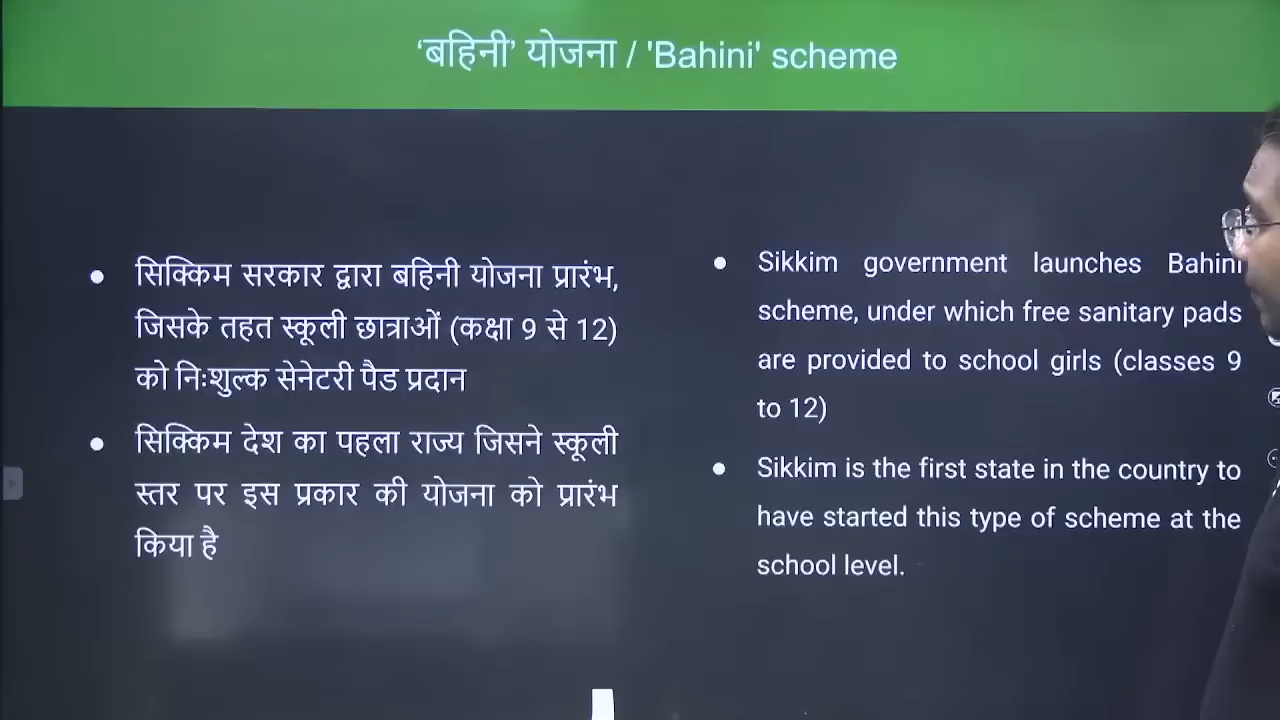 ‘बहिनी’ योजना / 'Bahini' scheme
सिक्किम सरकार द्वारा बहिनी योजना प्रारंभ,
जिसके तहत स्कूली छात्राओं (कक्षा 9 से 12)
को निःशुल्क सेनेटरी पैड प्रदान
सिक्किम देश का पहला राज्य जिसने स्कूली
स्तर पर इस प्रकार की योजना को प्रारंभ
किया है
Sikkim government launches Bahini
scheme, under which free sanitary pads
are provided to school girls (classes 9
to 12)
Sikkim is the first state in the country to
have started this type of scheme at the
school level.